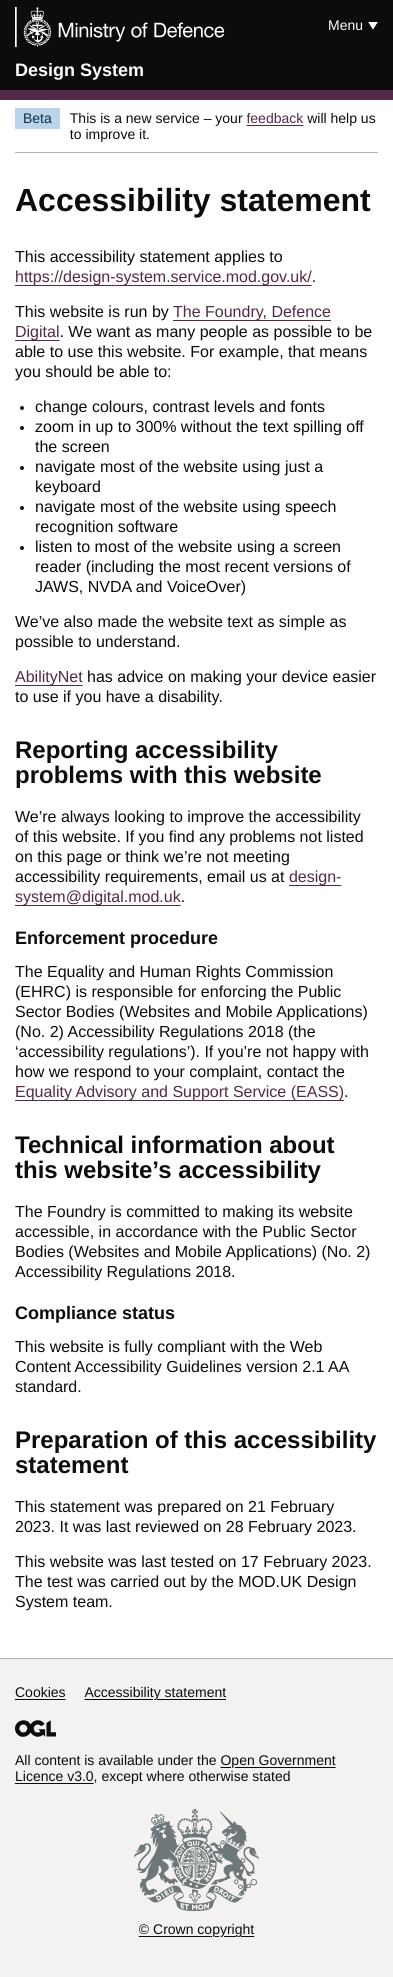 Ministry of Defence
Menu
Design System
Beta
This is a new service – your feedback will help us
to improve it.
Accessibility statement
This accessibility statement applies to
https://design-system.service.mod.gov.uk/.
This website is run by The Foundry, Defence
Digital. We want as many people as possible to be
able to use this website. For example, that means
you should be able to:
• change colours, contrast levels and fonts
• zoom in up to 300% without the text spilling off
the screen
• navigate most of the website using just a
keyboard
• navigate most of the website using speech
recognition software
• listen to most of the website using a screen
reader (including the most recent versions of
JAWS, NVDA and VoiceOver)
We’ve also made the website text as simple as
possible to understand.
AbilityNet has advice on making your device easier
to use if you have a disability.
Reporting accessibility
problems with this website
We’re always looking to improve the accessibility
of this website. If you find any problems not listed
on this page or think we’re not meeting
accessibility requirements, email us at design-
system@digital.mod.uk.
Enforcement procedure
The Equality and Human Rights Commission
(EHRC) is responsible for enforcing the Public
Sector Bodies (Websites and Mobile Applications)
(No. 2) Accessibility Regulations 2018 (the
‘accessibility regulations’). If you’re not happy with
how we respond to your complaint, contact the
Equality Advisory and Support Service (EASS).
Technical information about
this website’s accessibility
The Foundry is committed to making its website
accessible, in accordance with the Public Sector
Bodies (Websites and Mobile Applications) (No. 2)
Accessibility Regulations 2018.
Compliance status
This website is fully compliant with the Web
Content Accessibility Guidelines version 2.1 AA
standard.
Preparation of this accessibility
statement
This statement was prepared on 21 February
2023. It was last reviewed on 28 February 2023.
This website was last tested on 17 February 2023.
The test was carried out by the MOD.UK Design
System team.
Cookies Accessibility statement
OGL
All content is available under the Open Government
Licence v3.0, except where otherwise stated
DIEU ET MON DROIT
© Crown copyright